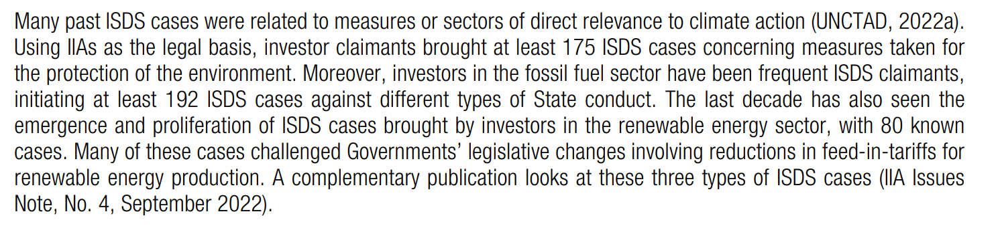 Many past ISDS cases were related to measures or sectors of direct relevance to climate action (UNCTAD, 2022a).
Using IIAs as the legal basis, investor claimants brought at least 175 ISDS cases concerning measures taken for
the protection of the environment. Moreover, investors in the fossil fuel sector have been frequent ISDS claimants,
initiating at least 192 ISDS cases against different types of State conduct. The last decade has also seen the
emergence and proliferation of ISDS cases brought by investors in the renewable energy sector, with 80 known
cases. Many of these cases challenged Governments’ legislative changes involving reductions in feed-in-tariffs for
renewable energy production. A complementary publication looks at these three types of ISDS cases (IIA Issues
Note, No. 4, September 2022).